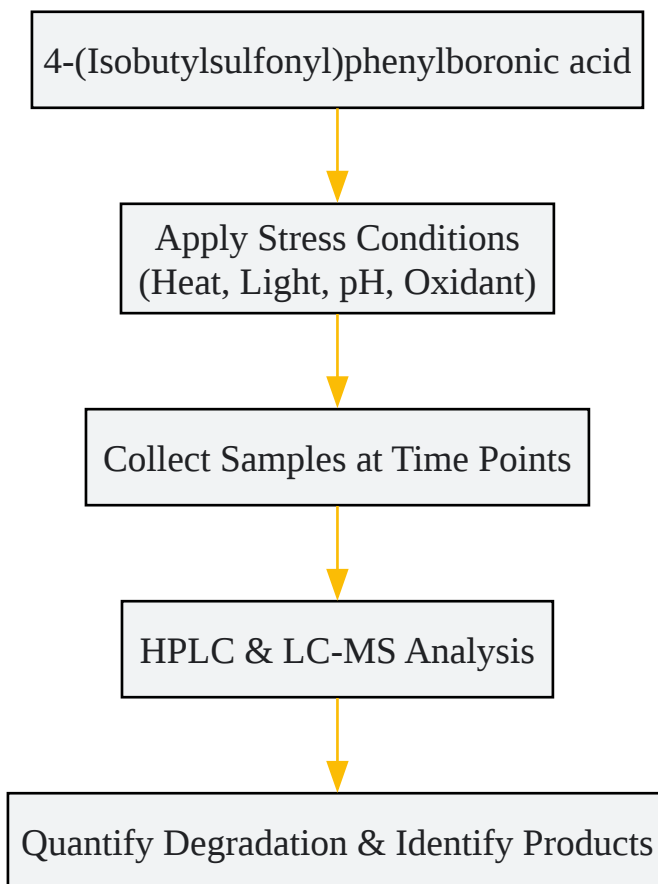 4-(Isobutylsulfonyl)phenylboronic acid
Apply Stress Conditions
(Heat, Light, pH, Oxidant)
Collect Samples at Time Points
HPLC & LC-MS Analysis
Quantify Degradation & Identify Products